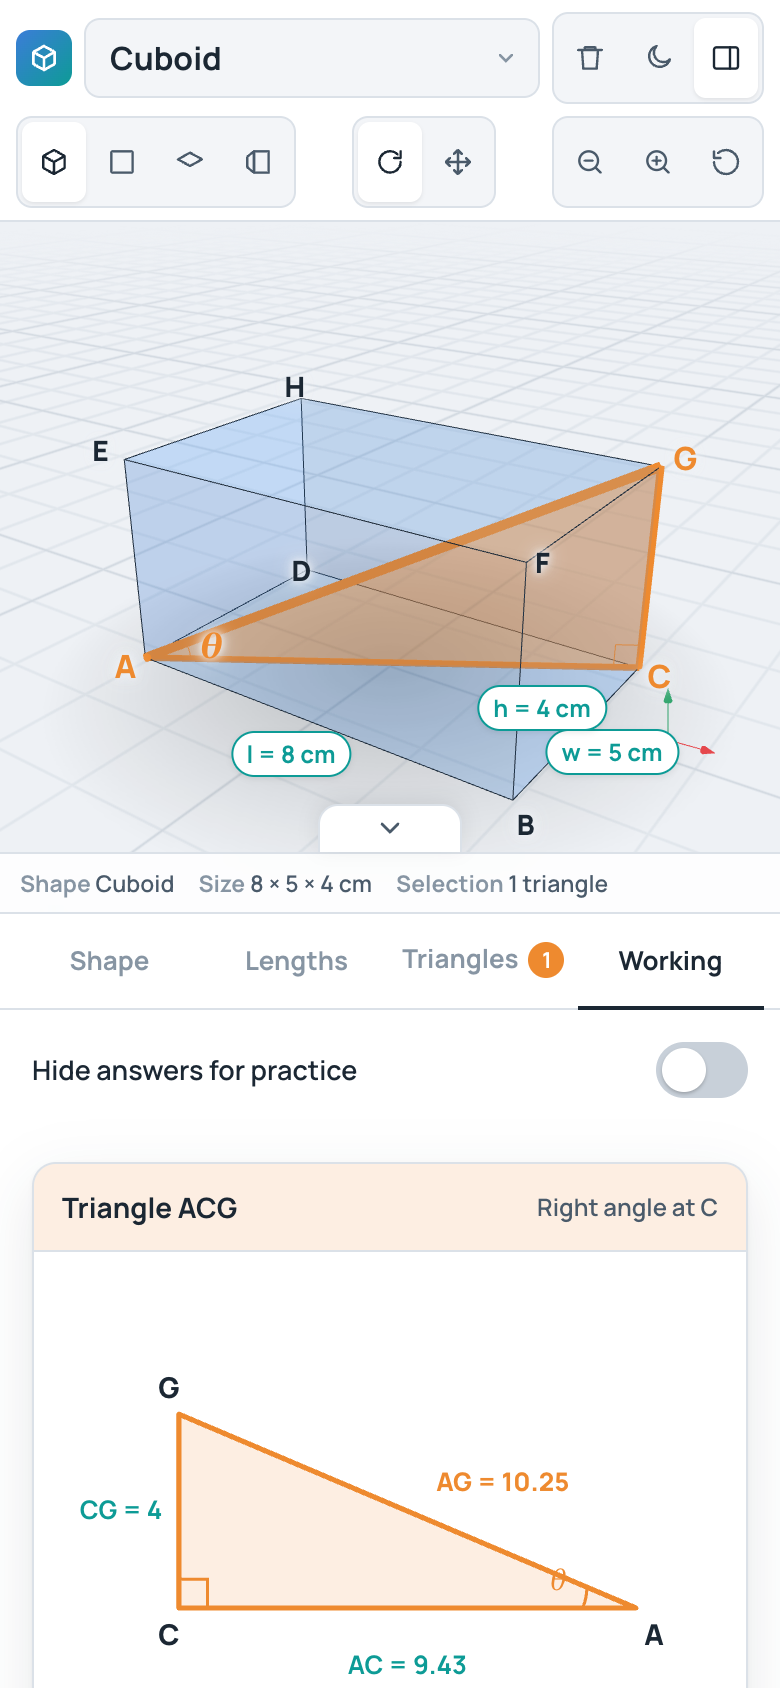 Cuboid
H
E
G
D
F
θ
A
C
h = 4 cm
l = 8 cm
w = 5 cm
B
Shape Cuboid Size 8 × 5 × 4 cm Selection 1 triangle
Shape Lengths Triangles 1 Working
Hide answers for practice
Triangle ACG Right angle at C
G
AG = 10.25
CG = 4
θ
C
A
AC = 9.43